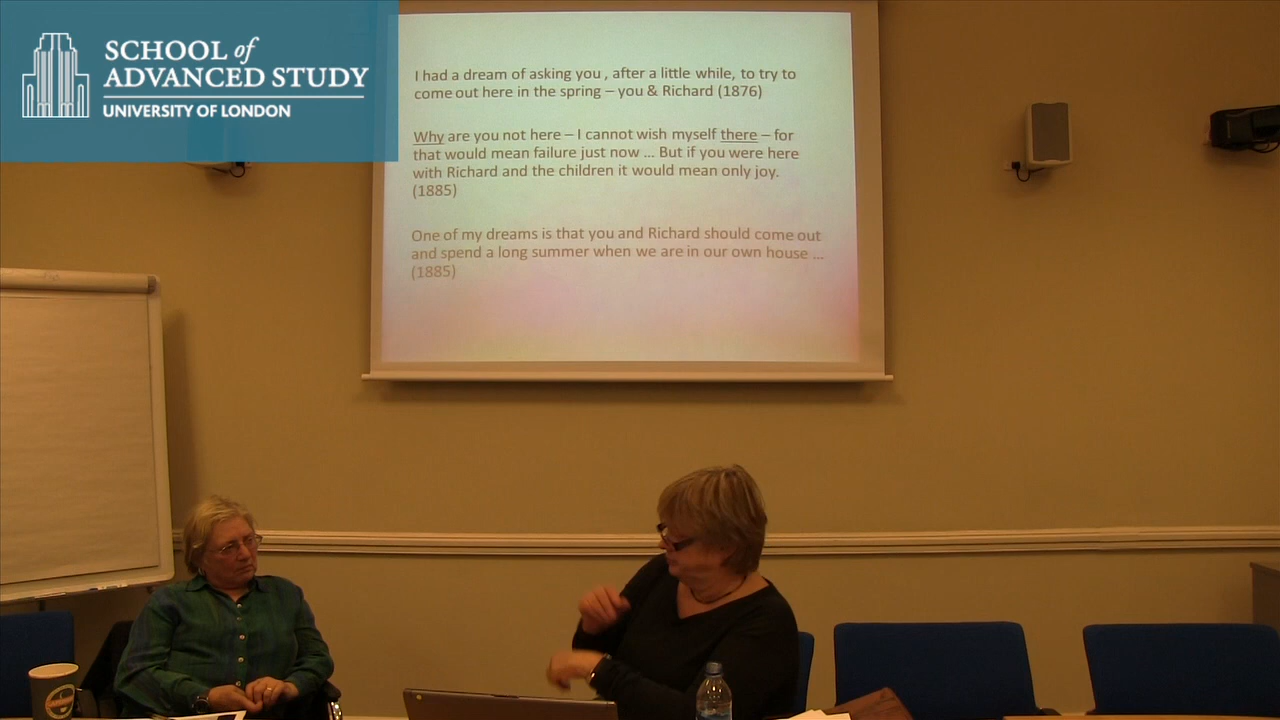 SCHOOL of
ADVANCED STUDY
UNIVERSITY OF LONDON
I had a dream of asking you , after a little while, to try to
come out here in the spring – you & Richard (1876)
Why are you not here – I cannot wish myself there – for
that would mean failure just now ... But if you were here
with Richard and the children it would mean only joy.
(1885)
One of my dreams is that you and Richard should come out
and spend a long summer when we are in our own house ...
(1885)